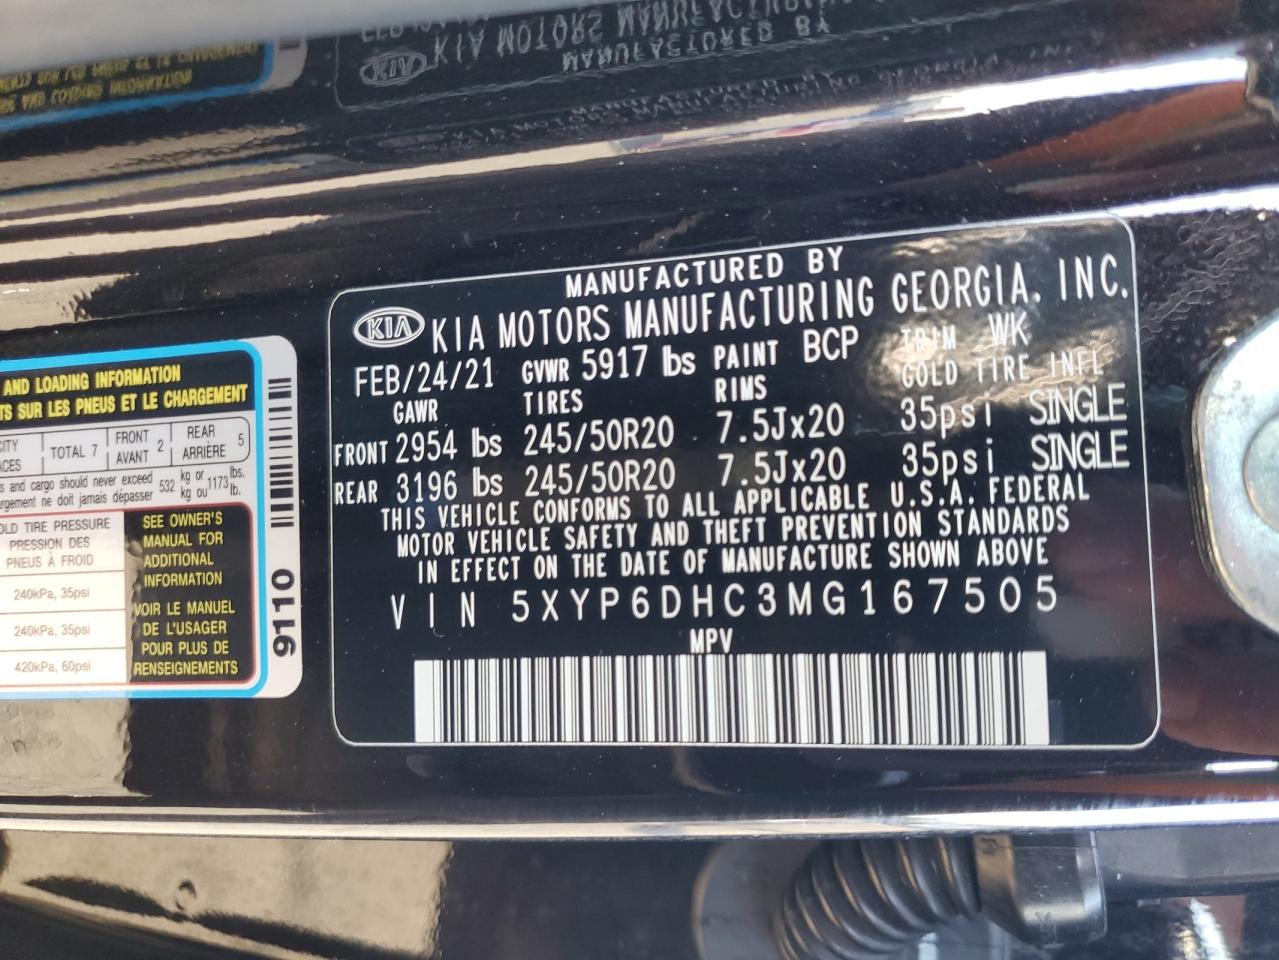 MANUFACTURED BY
KIA KIA MOTORS MANUFACTURING GEORGIA, INC.
FEB/24/21 GVWR 5917 lbs PAINT BCP TRIM WK
GAWR TIRES RIMS COLD TIRE INFL
FRONT 2954 lbs 245/50R20 7.5Jx20 35psi SINGLE
REAR 3196 lbs 245/50R20 7.5Jx20 35psi SINGLE
THIS VEHICLE CONFORMS TO ALL APPLICABLE U.S.A. FEDERAL
MOTOR VEHICLE SAFETY AND THEFT PREVENTION STANDARDS
IN EFFECT ON THE DATE OF MANUFACTURE SHOWN ABOVE
VIN 5XYP6DHC3MG167505
MPV
AND LOADING INFORMATION
SUR LES PNEUS ET LE CHARGEMENT
TOTAL 7 FRONT AVANT 2 REAR ARRIÈRE 5
and cargo should never exceed 532 kg or 1173 lbs.
ne doit jamais dépasser kg ou lb.
TIRE PRESSURE
PRESSION DES
PNEUS À FROID
240kPa, 35psi
240kPa, 35psi
420kPa, 60psi
SEE OWNER'S
MANUAL FOR
ADDITIONAL
INFORMATION
VOIR LE MANUEL
DE L'USAGER
POUR PLUS DE
RENSEIGNEMENTS
9110